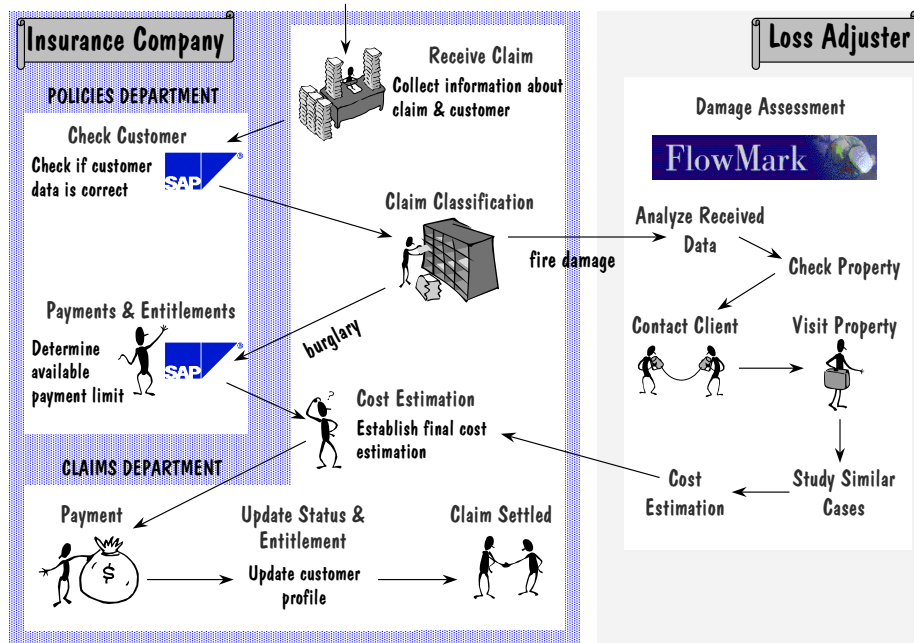 Insurance Company
Loss Adjuster
POLICIES DEPARTMENT
Receive Claim
Collect information about
claim & customer
Check Customer
Check if customer
data is correct
SAP
®
Claim Classification
fire damage
burglary
Payments & Entitlements
Determine
available
payment limit
SAP
®
?
Cost Estimation
Establish final cost
estimation
CLAIMS DEPARTMENT
Payment
$
Update Status &
Entitlement
Update customer
profile
Claim Settled
Damage Assessment
FlowMark
Analyze Received
Data
Check Property
Contact Client
Visit Property
Study Similar
Cases
Cost
Estimation